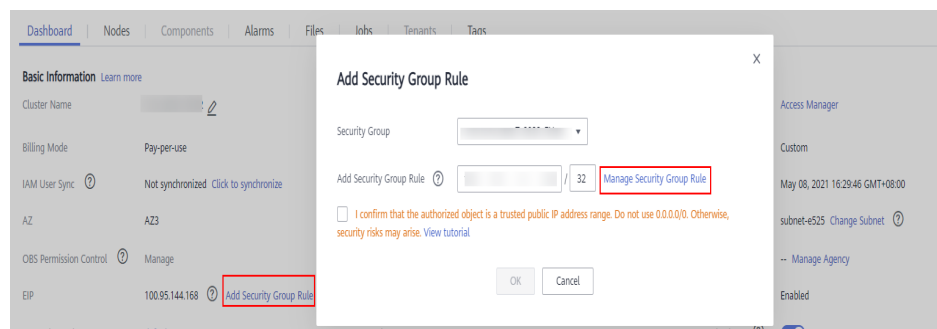 Dashboard Nodes Components Alarms Files Jobs Tenants Tags
X
Basic Information Learn more
Add Security Group Rule
Cluster Name
Access Manager
Security Group
Billing Mode Pay-per-use
Custom
IAM User Sync ? Not synchronized Click to synchronize
Add Security Group Rule ? / 32 Manage Security Group Rule
May 08, 2021 16:29:46 GMT+08:00
AZ AZ3
I confirm that the authorized object is a trusted public IP address range. Do not use 0.0.0.0/0. Otherwise,
security risks may arise. View tutorial
subnet-e525 Change Subnet ?
OBS Permission Control ? Manage
-- Manage Agency
OK Cancel
EIP 100.95.144.168 ? Add Security Group Rule
Enabled